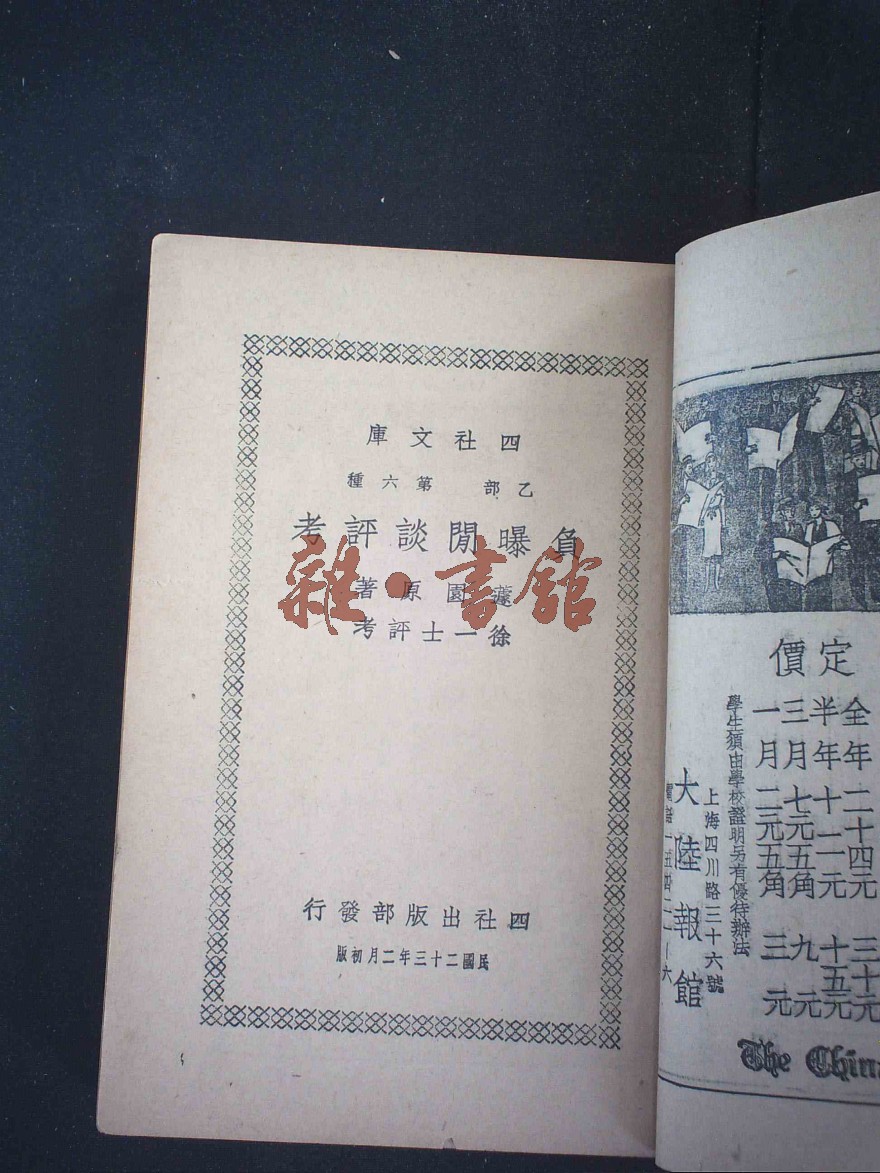 四社文庫
乙部 第六種
負曝閒談評考
蘧園原著
徐一士評考
四社出版部發行
民國二十三年二月初版
雜·書館
定價
全年 二十四元 三十元
半年 十二元 十五元
三月 七元五角 九元
一月 二元五角 三元
學生須由學校證明另有優待辦法
上海四川路三十六號
大陸報館
The Chin